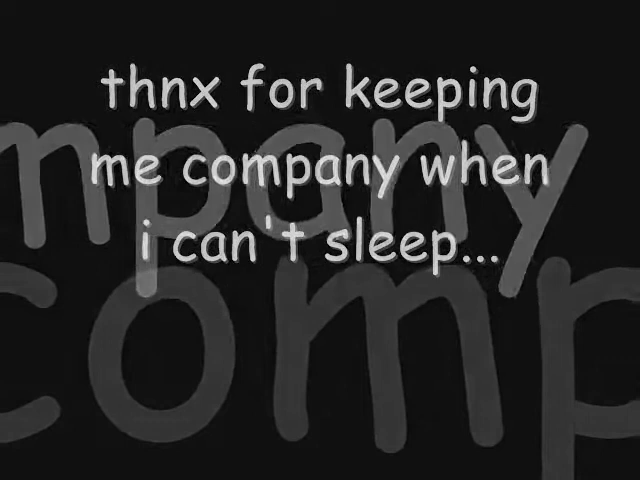 thnx for keeping
me company when
i can't sleep...
mpany
comp